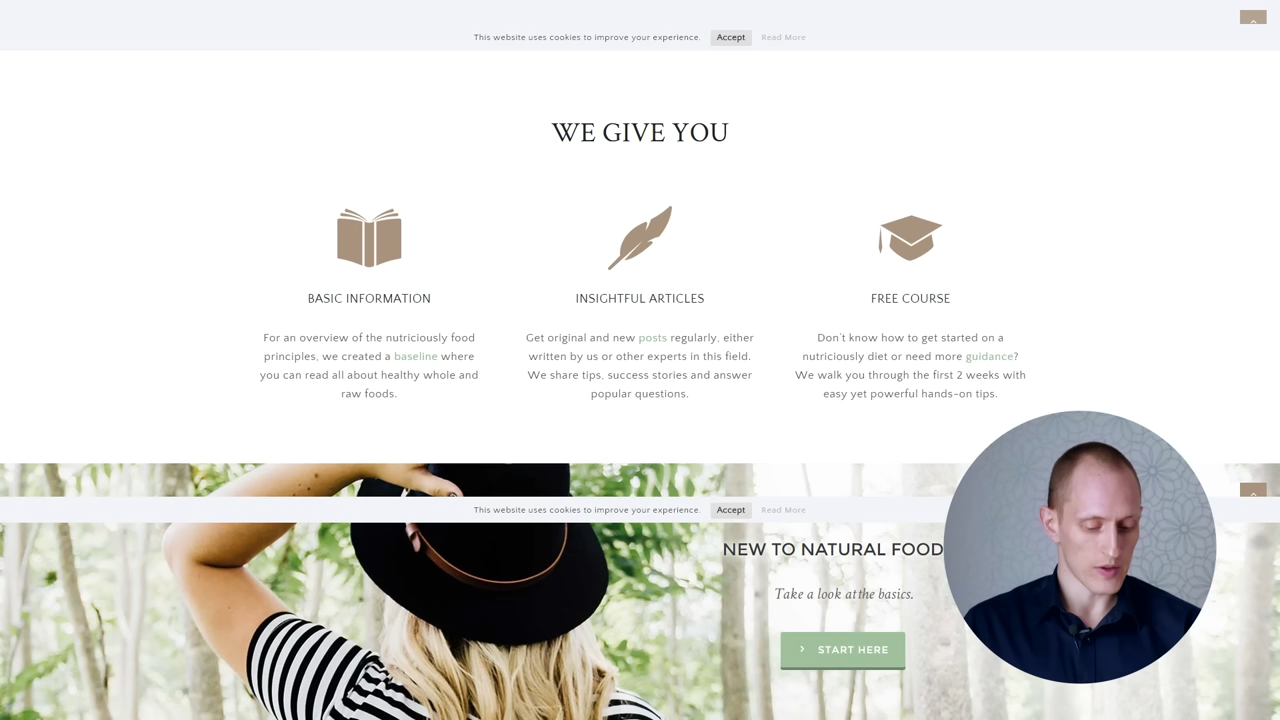 This website uses cookies to improve your experience. Accept Read More
WE GIVE YOU
BASIC INFORMATION
For an overview of the nutriciously food
principles, we created a baseline where
you can read all about healthy whole and
raw foods.
INSIGHTFUL ARTICLES
Get original and new posts regularly, either
written by us or other experts in this field.
We share tips, success stories and answer
popular questions.
FREE COURSE
Don't know how to get started on a
nutriciously diet or need more guidance?
We walk you through the first 2 weeks with
easy yet powerful hands-on tips.
This website uses cookies to improve your experience. Accept Read More
NEW TO NATURAL FOOD
Take a look at the basics.
START HERE